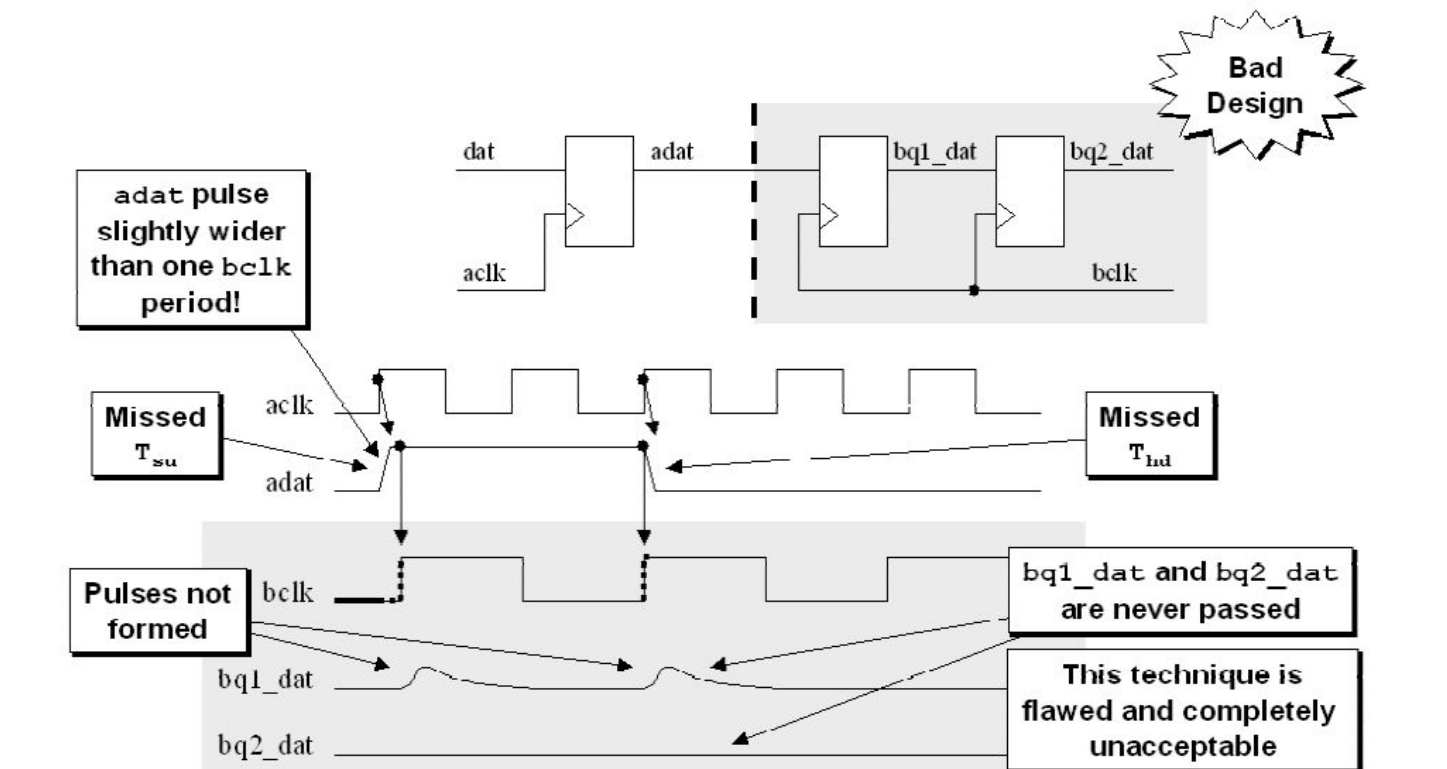 Bad
Design
dat
adat
bq1_dat
bq2_dat
aclk
bclk
adat pulse
slightly wider
than one bclk
period!
aclk
Missed
Tsu
Missed
Thd
adat
bclk
Pulses not
formed
bq1_dat and bq2_dat
are never passed
bq1_dat
This technique is
flawed and completely
unacceptable
bq2_dat